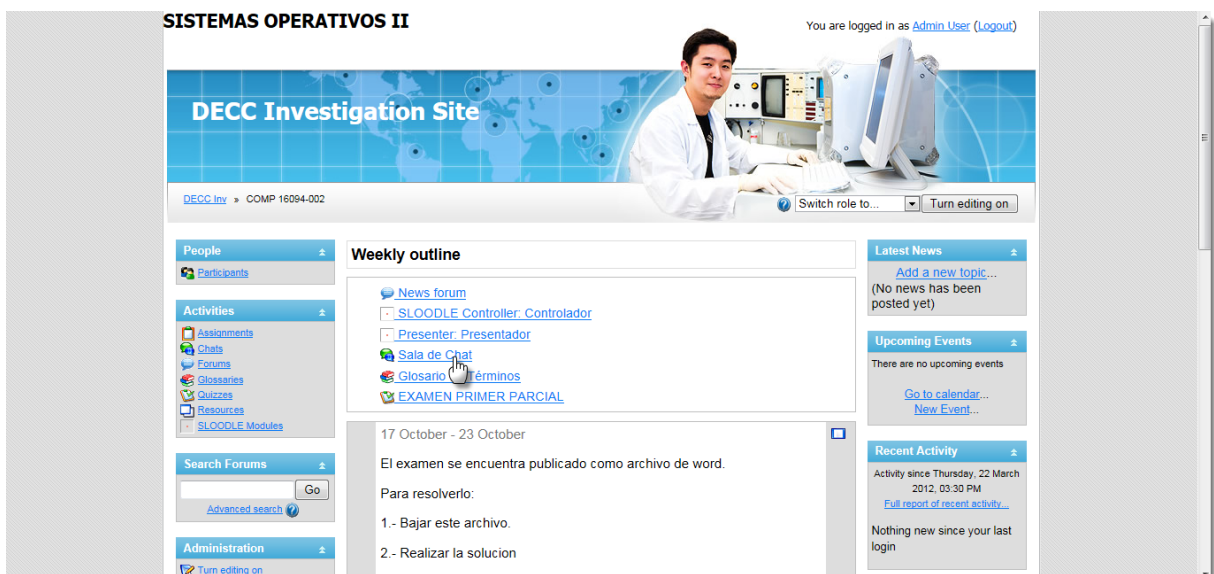 SISTEMAS OPERATIVOS II
You are logged in as Admin User (Logout)
DECC Investigation Site
DECC Inv » COMP 16094-002
Switch role to...
Turn editing on
People
Participants
Activities
Assignments
Chats
Forums
Glossaries
Quizzes
Resources
SLOODLE Modules
Search Forums
Go
Advanced search
Administration
Turn editing on
Weekly outline
News forum
SLOODLE Controller: Controlador
Presenter: Presentador
Sala de Chat
Glosario Términos
EXAMEN PRIMER PARCIAL
17 October - 23 October
El examen se encuentra publicado como archivo de word.
Para resolverlo:
1.- Bajar este archivo.
2.- Realizar la solucion
Latest News
Add a new topic...
(No news has been
posted yet)
Upcoming Events
There are no upcoming events
Go to calendar...
New Event...
Recent Activity
Activity since Thursday, 22 March
2012, 03:30 PM
Full report of recent activity...
Nothing new since your last
login